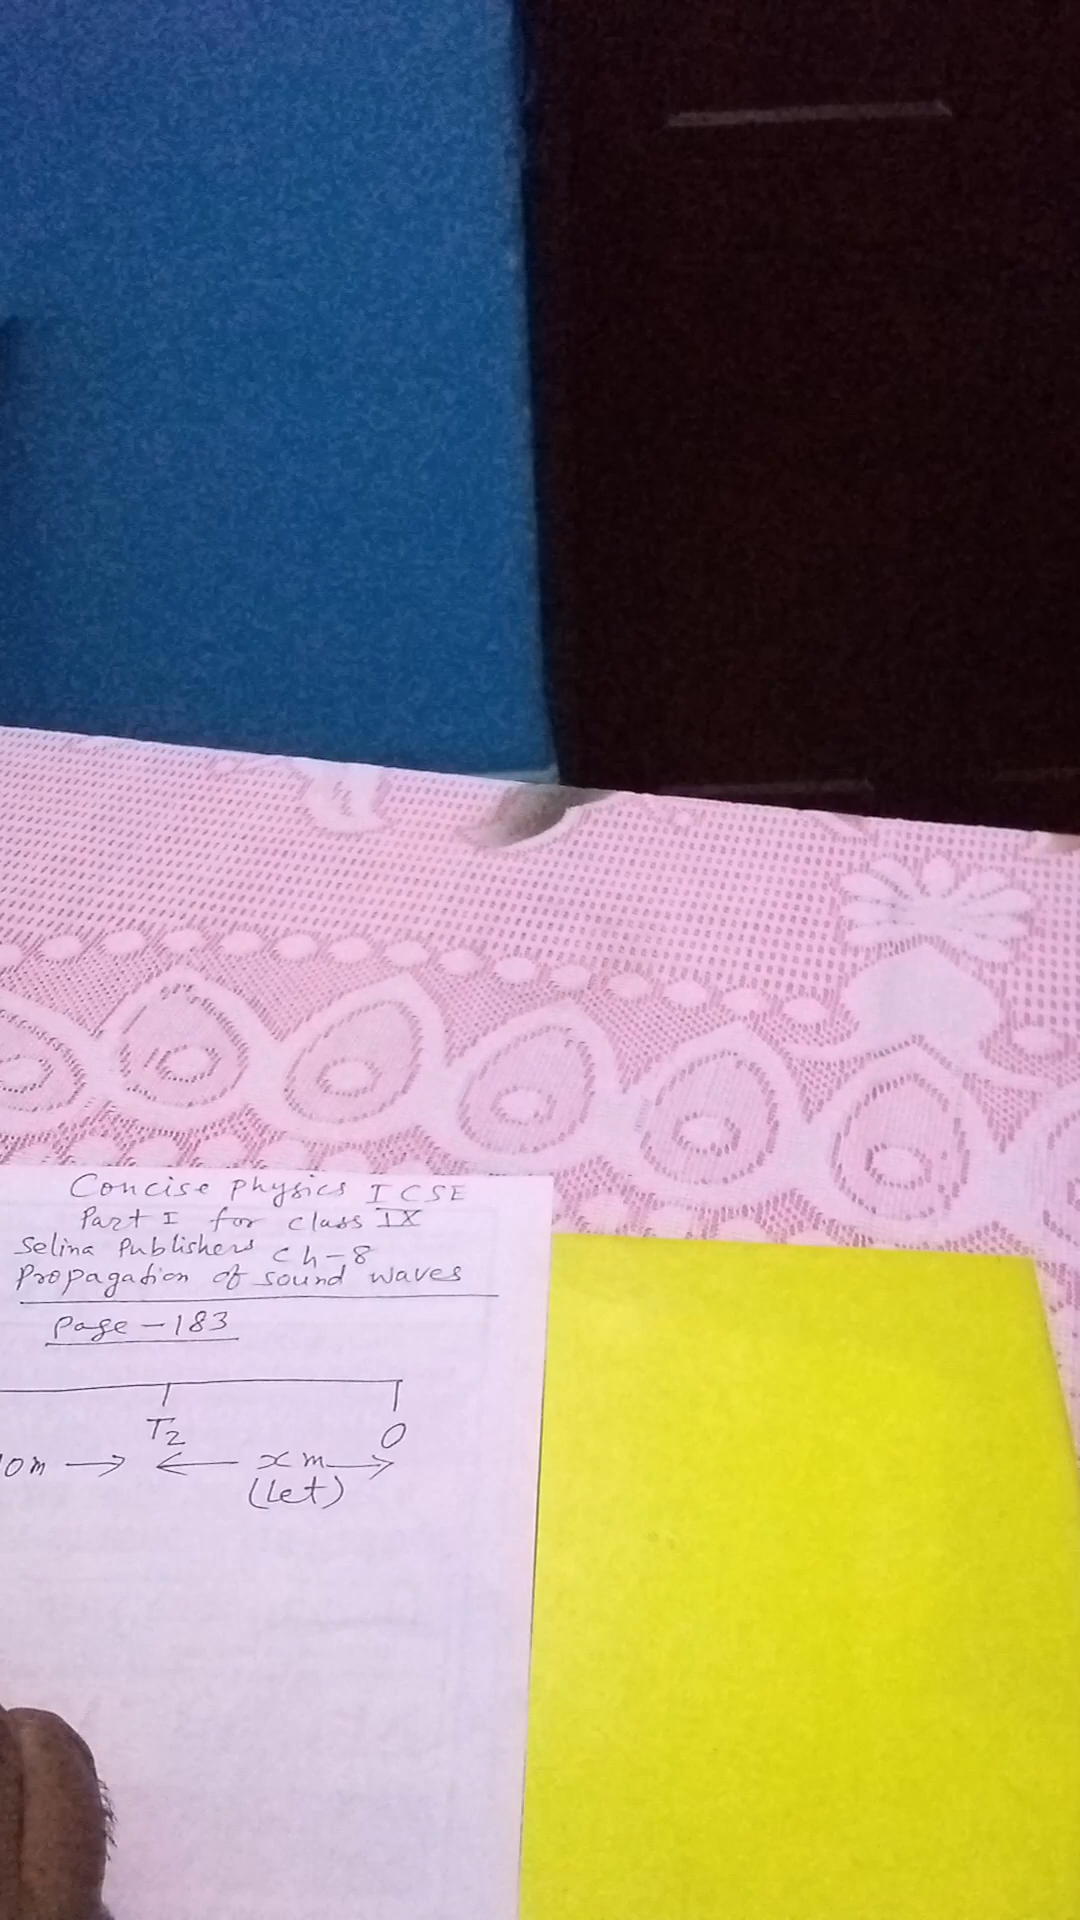 Concise Physics ICSE
Part I for class IX
Selina Publishers Ch-8
Propagation of sound waves
Page - 183
T2 O
10m → ← x m →
(Let)